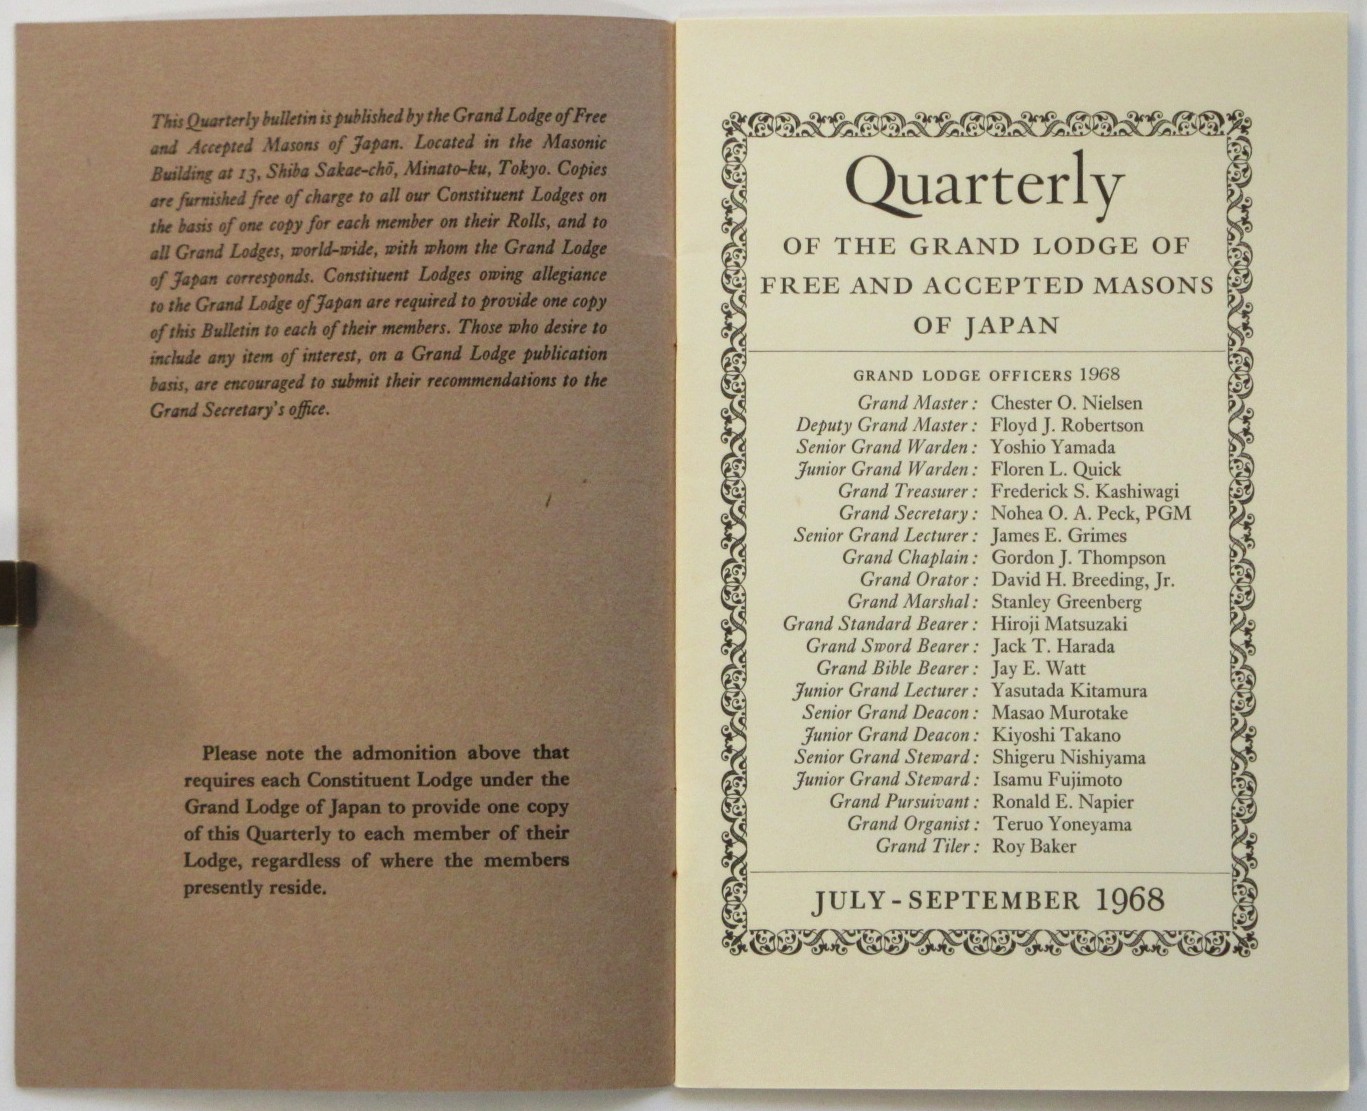 This Quarterly bulletin is published by the Grand Lodge of Free
and Accepted Masons of Japan. Located in the Masonic
Building at 13, Shiba Sakae-chō, Minato-ku, Tokyo. Copies
are furnished free of charge to all our Constituent Lodges on
the basis of one copy for each member on their Rolls, and to
all Grand Lodges, world-wide, with whom the Grand Lodge
of Japan corresponds. Constituent Lodges owing allegiance
to the Grand Lodge of Japan are required to provide one copy
of this Bulletin to each of their members. Those who desire to
include any item of interest, on a Grand Lodge publication
basis, are encouraged to submit their recommendations to the
Grand Secretary's office.
Please note the admonition above that
requires each Constituent Lodge under the
Grand Lodge of Japan to provide one copy
of this Quarterly to each member of their
Lodge, regardless of where the members
presently reside.
Quarterly
OF THE GRAND LODGE OF
FREE AND ACCEPTED MASONS
OF JAPAN
GRAND LODGE OFFICERS 1968
Grand Master: Chester O. Nielsen
Deputy Grand Master: Floyd J. Robertson
Senior Grand Warden: Yoshio Yamada
Junior Grand Warden: Floren L. Quick
Grand Treasurer: Frederick S. Kashiwagi
Grand Secretary: Nohea O. A. Peck, PGM
Senior Grand Lecturer: James E. Grimes
Grand Chaplain: Gordon J. Thompson
Grand Orator: David H. Breeding, Jr.
Grand Marshal: Stanley Greenberg
Grand Standard Bearer: Hiroji Matsuzaki
Grand Sword Bearer: Jack T. Harada
Grand Bible Bearer: Jay E. Watt
Junior Grand Lecturer: Yasutada Kitamura
Senior Grand Deacon: Masao Murotake
Junior Grand Deacon: Kiyoshi Takano
Senior Grand Steward: Shigeru Nishiyama
Junior Grand Steward: Isamu Fujimoto
Grand Pursuivant: Ronald E. Napier
Grand Organist: Teruo Yoneyama
Grand Tiler: Roy Baker
JULY-SEPTEMBER 1968